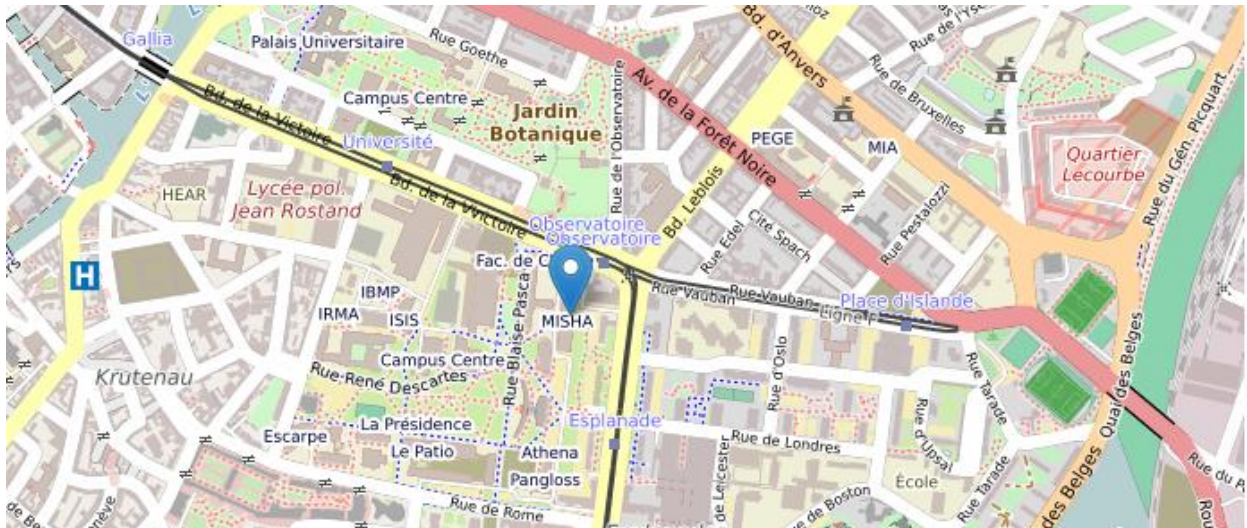 Gallia
Palais Universitaire
Rue Goethe
Bd. d'Anvers
Rue de Bruxelles
Bd. de la Victoire
Campus Centre
Jardin
Botanique
Rue de l'Observatoire
Av. de la Forêt Noire
PEGE
MIA
Quartier
Lecourbe
Rue du Gén. Picquart
Université
HEAR
Lycée pol.
Jean Rostand
Bd. de la
Bd. Leblois
Rue Pestalozzi
Cité Spach
Rue Edel
Observatoire
Observatoire
Fac. de
Rue Blaise Pasca
H
MISHA
Rue Vauban
Rue Vauban
Ligne F
Place d'Islande
IBMP
IRMA
ISIS
Campus Centre
Rue René Descartes
Krutenau
Rue d'Oslo
Rue Tarade
Quai des Belges
La Présidence
Escarpe
Le Patio
Athena
Pangloss
Esplanade
Rue de Londres
Rue d'Upsal
Rue Tarade
École
de Leicester
de Boston
Rue de Rome
des Belges
Rue du